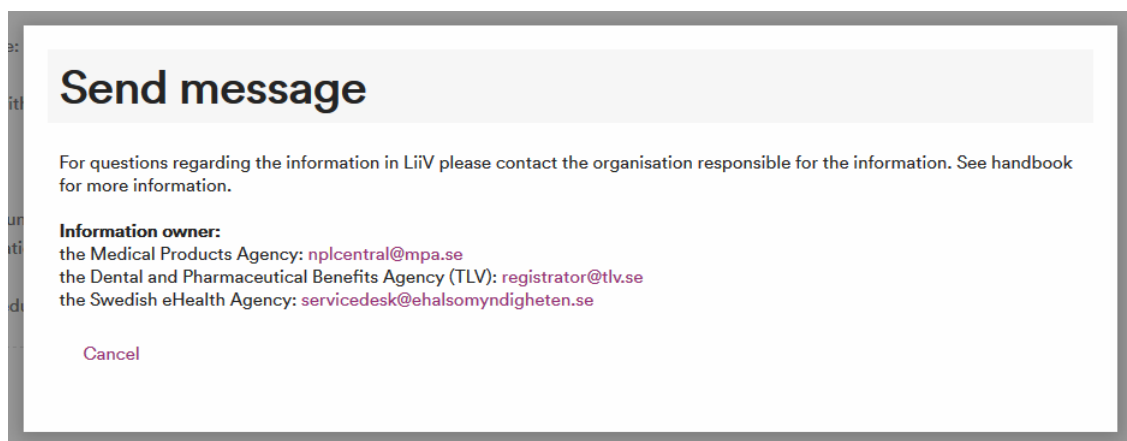 Send message
For questions regarding the information in LiiV please contact the organisation responsible for the information. See handbook
for more information.
Information owner:
the Medical Products Agency: nplcentral@mpa.se
the Dental and Pharmaceutical Benefits Agency (TLV): registrator@tlv.se
the Swedish eHealth Agency: servicedesk@ehalsomyndigheten.se
Cancel